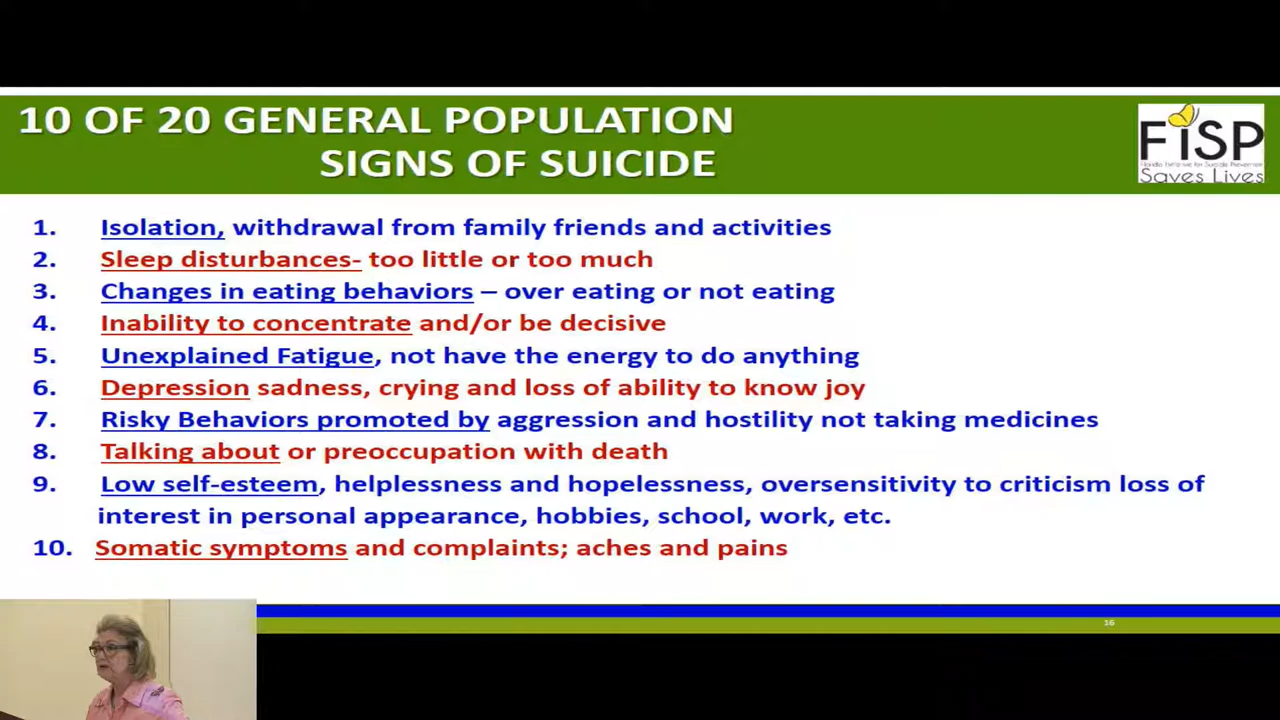 10 OF 20 GENERAL POPULATION
SIGNS OF SUICIDE
FiSP
Saves Lives
1. Isolation, withdrawal from family friends and activities
2. Sleep disturbances- too little or too much
3. Changes in eating behaviors – over eating or not eating
4. Inability to concentrate and/or be decisive
5. Unexplained Fatigue, not have the energy to do anything
6. Depression sadness, crying and loss of ability to know joy
7. Risky Behaviors promoted by aggression and hostility not taking medicines
8. Talking about or preoccupation with death
9. Low self-esteem, helplessness and hopelessness, oversensitivity to criticism loss of
interest in personal appearance, hobbies, school, work, etc.
10. Somatic symptoms and complaints; aches and pains